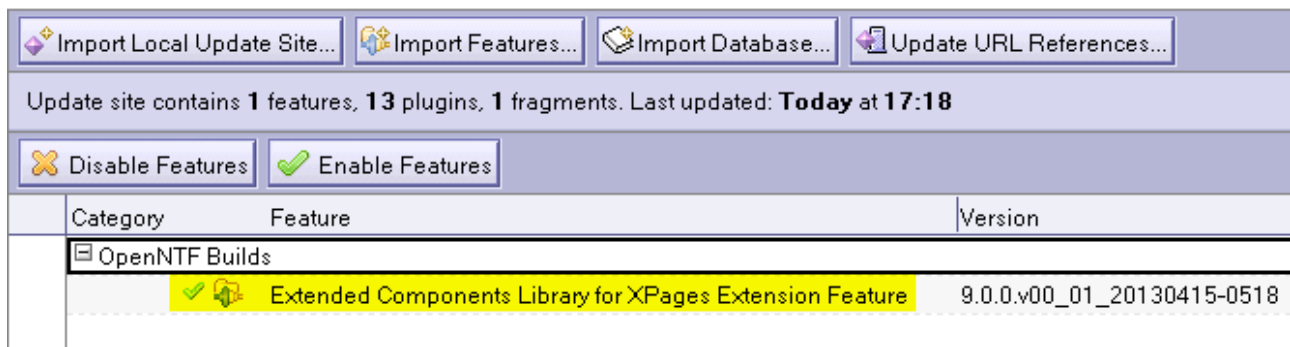 Import Local Update Site... Import Features... Import Database... Update URL References...
Update site contains 1 features, 13 plugins, 1 fragments. Last updated: Today at 17:18
Disable Features Enable Features
Category Feature Version
OpenNTF Builds
Extended Components Library for XPages Extension Feature 9.0.0.v00_01_20130415-0518